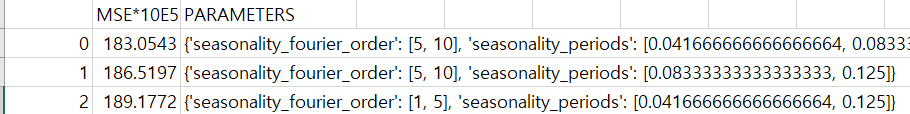 MSE*10E5 PARAMETERS
0 183.0543 {'seasonality_fourier_order': [5, 10], 'seasonality_periods': [0.041666666666666664, 0.0833
1 186.5197 {'seasonality_fourier_order': [5, 10], 'seasonality_periods': [0.08333333333333333, 0.125]}
2 189.1772 {'seasonality_fourier_order': [1, 5], 'seasonality_periods': [0.041666666666666664, 0.125]}